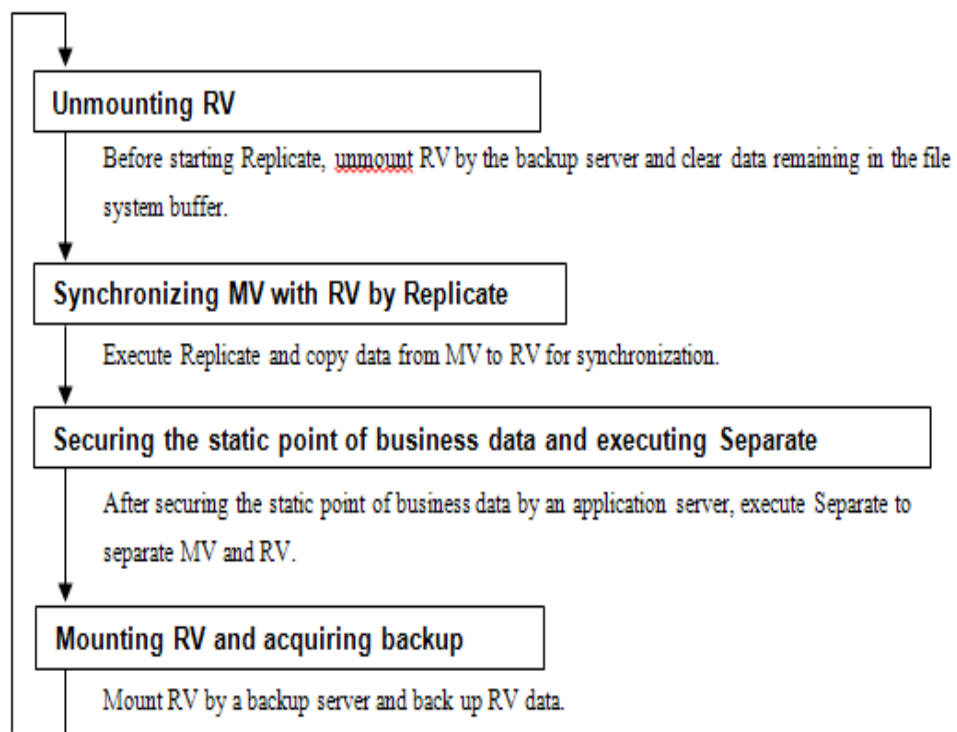 Unmounting RV
Before starting Replicate, unmount RV by the backup server and clear data remaining in the file
system buffer.
Synchronizing MV with RV by Replicate
Execute Replicate and copy data from MV to RV for synchronization.
Securing the static point of business data and executing Separate
After securing the static point of business data by an application server, execute Separate to
separate MV and RV.
Mounting RV and acquiring backup
Mount RV by a backup server and back up RV data.